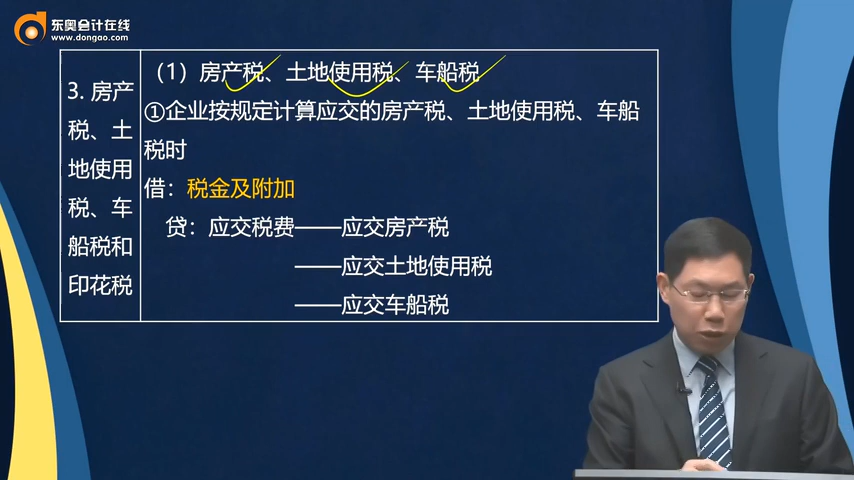 东奥会计在线
www.dongao.com
3. 房产
税、土
地使用
税、车
船税和
印花税
（1）房产税、土地使用税、车船税
①企业按规定计算应交的房产税、土地使用税、车船
税时
借：税金及附加
贷：应交税费——应交房产税
——应交土地使用税
——应交车船税